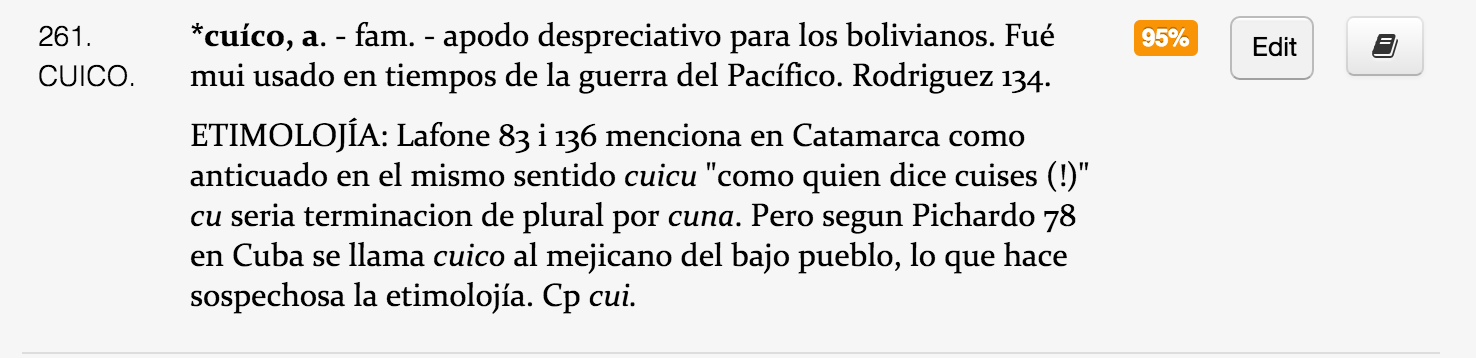 261. *cuíco, a. - fam. - apodo despreciativo para los bolivianos. Fué 95% Edit
CUICO. mui usado en tiempos de la guerra del Pacífico. Rodriguez 134.
ETIMOLOJÍA: Lafone 83 i 136 menciona en Catamarca como
anticuado en el mismo sentido cuicu "como quien dice cuises (!)"
cu seria terminacion de plural por cuna. Pero segun Pichardo 78
en Cuba se llama cuico al mejicano del bajo pueblo, lo que hace
sospechosa la etimolojía. Cp cui.